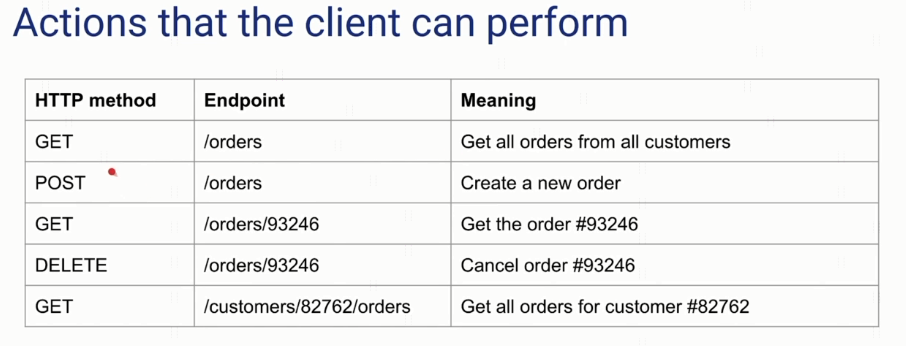 Actions that the client can perform
HTTP method Endpoint Meaning
GET /orders Get all orders from all customers
POST /orders Create a new order
GET /orders/93246 Get the order #93246
DELETE /orders/93246 Cancel order #93246
GET /customers/82762/orders Get all orders for customer #82762